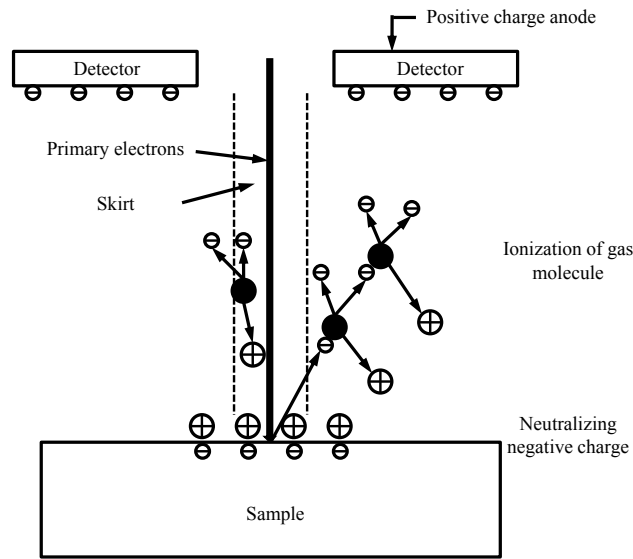 Positive charge anode
Detector
Detector
Primary electrons
Skirt
Ionization of gas
molecule
Neutralizing
negative charge
Sample